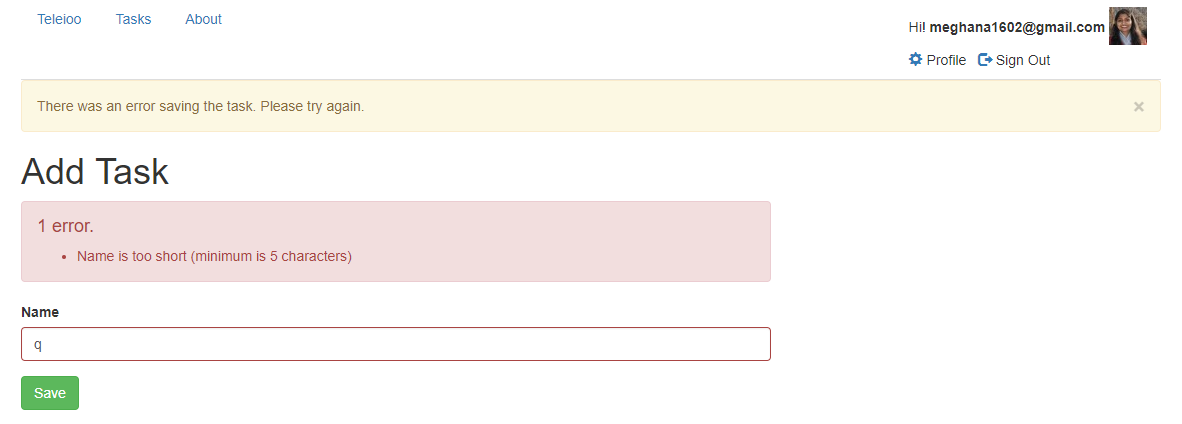 Teleioo Tasks About
Hi! meghana1602@gmail.com
Profile Sign Out
There was an error saving the task. Please try again. ×
Add Task
1 error.
• Name is too short (minimum is 5 characters)
Name
q
Save